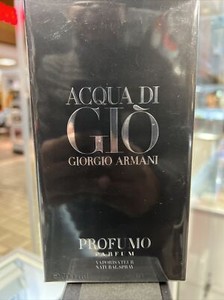 ACQUA DI
GIÒ
GIORGIO ARMANI
PROFUMO
PARFUM
VAPORISATEUR
NATURAL SPRAY